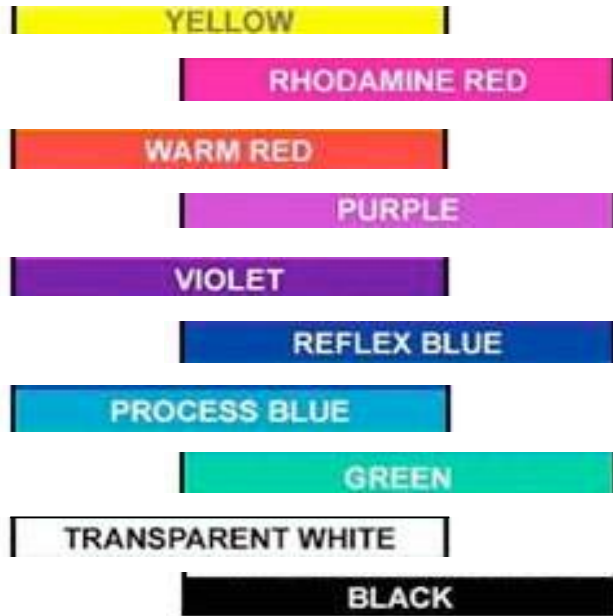 YELLOW
RHODAMINE RED
WARM RED
PURPLE
VIOLET
REFLEX BLUE
PROCESS BLUE
GREEN
TRANSPARENT WHITE
BLACK